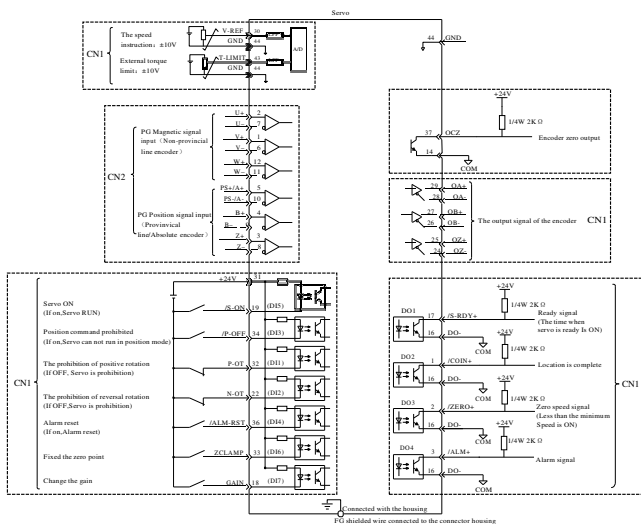 Servo
The speed
instruction: ±10V
V-REF 30
GND 44
CN1
A/D
External torque
limit: ±10V
T-LIMIT 43
GND 44
44 GND
CN2
PG Magnetic signal
input (Non-provincial
line encoder)
U+ 2
U- 7
V+ 1
V- 6
W+ 12
W- 11
PG Position signal input
(Provinvical
line/Absolute encoder)
PS+/A+ 5
PS-/A- 10
B+ 4
B- 9
Z+ 3
Z- 8
+24V
1/4W 2K Ω
37 OCZ
Encoder zero output
14
COM
29 OA+
28 OA-
27 OB+
26 OB-
25 OZ+
24 OZ-
The output signal of the encoder
CN1
CN1
+24V 31
Servo ON
(If on,Servo RUN)
/S-ON 19 (DI5)
Position command prohibited
(If on,Servo can not run in position mode)
/P-OFF 34 (DI3)
The prohibition of positive rotation
(If OFF, Servo is prohibition)
P-OT 32 (DI1)
The prohibition of reversal rotation
(If OFF,Servo is prohibition)
N-OT 22 (DI2)
Alarm reset
(If on,Alarm reset)
/ALM-RST 36 (DI4)
Fixed the zero point
ZCLAMP 33 (DI6)
Change the gain
GAIN 18 (DI7)
+24V
1/4W 2K Ω
DO1
17 /S-RDY+
Ready signal
(The time when
servo is ready Is ON)
16 DO-
COM
+24V
1/4W 2K Ω
DO2
1 /COIN+
Location is complete
16 DO-
COM
+24V
1/4W 2K Ω
DO3
2 /ZERO+
Zero speed signal
(Less than the minimum
Speed is ON)
16 DO-
COM
+24V
1/4W 2K Ω
DO4
3 /ALM+
Alarm signal
16 DO-
COM
CN1
Connected with the housing
FG shielded wire connected to the connector housing